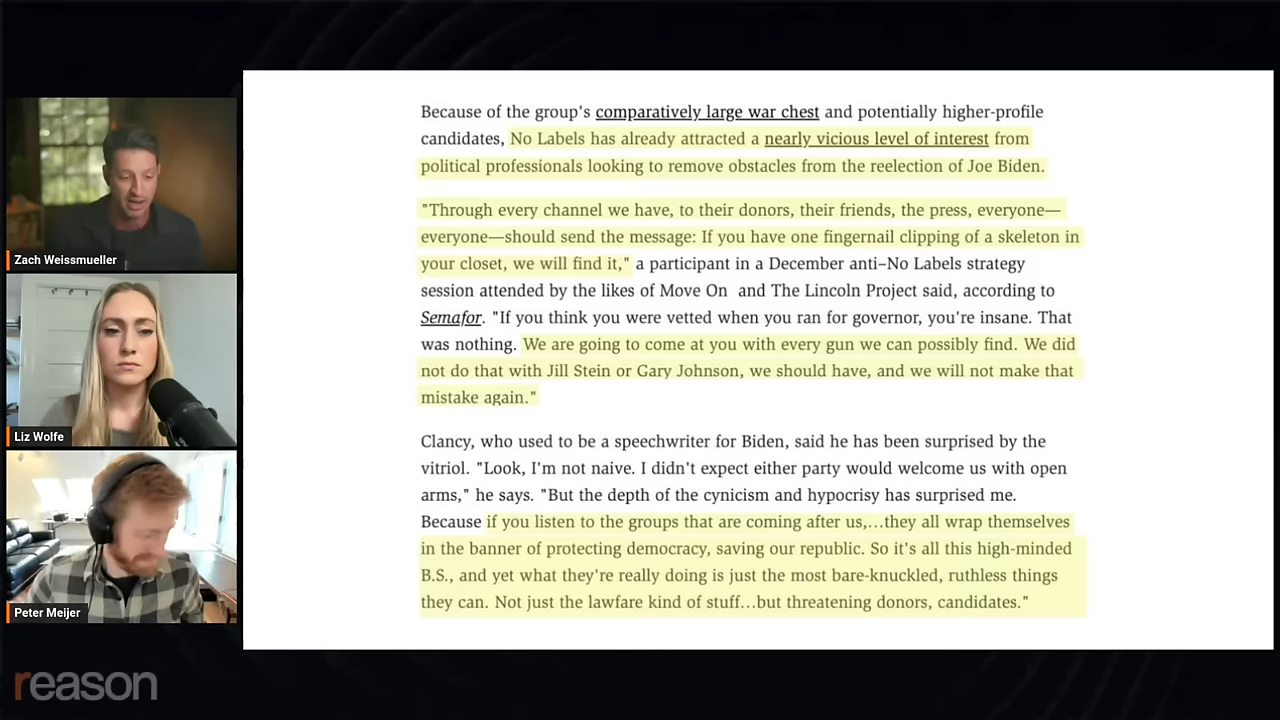 Because of the group's comparatively large war chest and potentially higher-profile
candidates, No Labels has already attracted a nearly vicious level of interest from
political professionals looking to remove obstacles from the reelection of Joe Biden.
"Through every channel we have, to their donors, their friends, the press, everyone—
everyone—should send the message: If you have one fingernail clipping of a skeleton in
your closet, we will find it," a participant in a December anti–No Labels strategy
session attended by the likes of Move On and The Lincoln Project said, according to
Semafor. "If you think you were vetted when you ran for governor, you're insane. That
was nothing. We are going to come at you with every gun we can possibly find. We did
not do that with Jill Stein or Gary Johnson, we should have, and we will not make that
mistake again."
Clancy, who used to be a speechwriter for Biden, said he has been surprised by the
vitriol. "Look, I'm not naive. I didn't expect either party would welcome us with open
arms," he says. "But the depth of the cynicism and hypocrisy has surprised me.
Because if you listen to the groups that are coming after us,…they all wrap themselves
in the banner of protecting democracy, saving our republic. So it's all this high-minded
B.S., and yet what they're really doing is just the most bare-knuckled, ruthless things
they can. Not just the lawfare kind of stuff…but threatening donors, candidates."
Zach Weissmueller
Liz Wolfe
Peter Meijer
reason